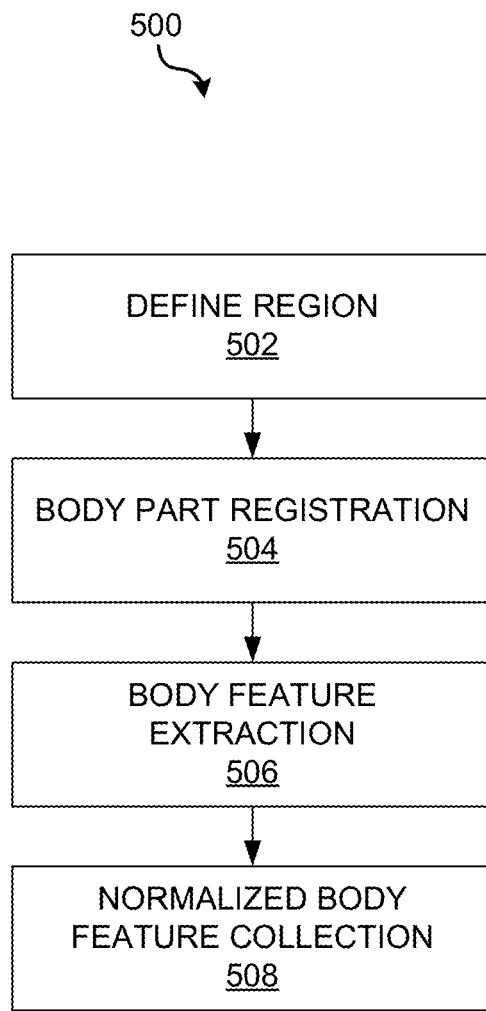 500
DEFINE REGION
502
BODY PART REGISTRATION
504
BODY FEATURE
EXTRACTION
506
NORMALIZED BODY
FEATURE COLLECTION
508